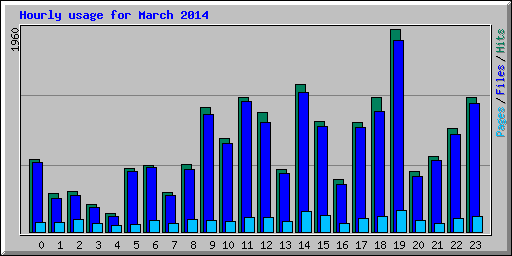 Hourly usage for March 2014
1960
Pages / Files / Hits
0 1 2 3 4 5 6 7 8 9 10 11 12 13 14 15 16 17 18 19 20 21 22 23